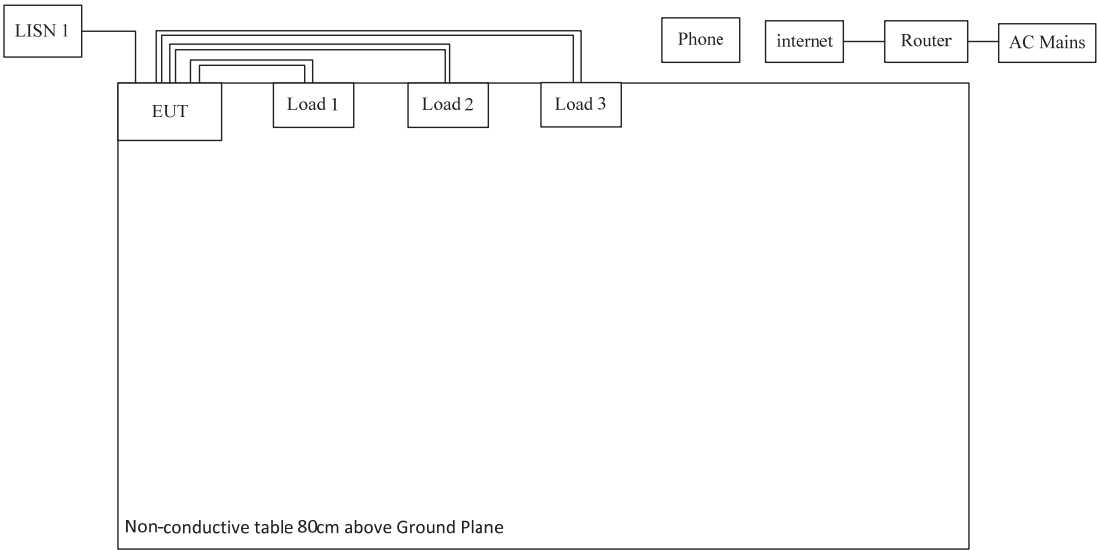 LISN 1
Phone
internet
Router
AC Mains
EUT
Load 1
Load 2
Load 3
Non-conductive table 80cm above Ground Plane